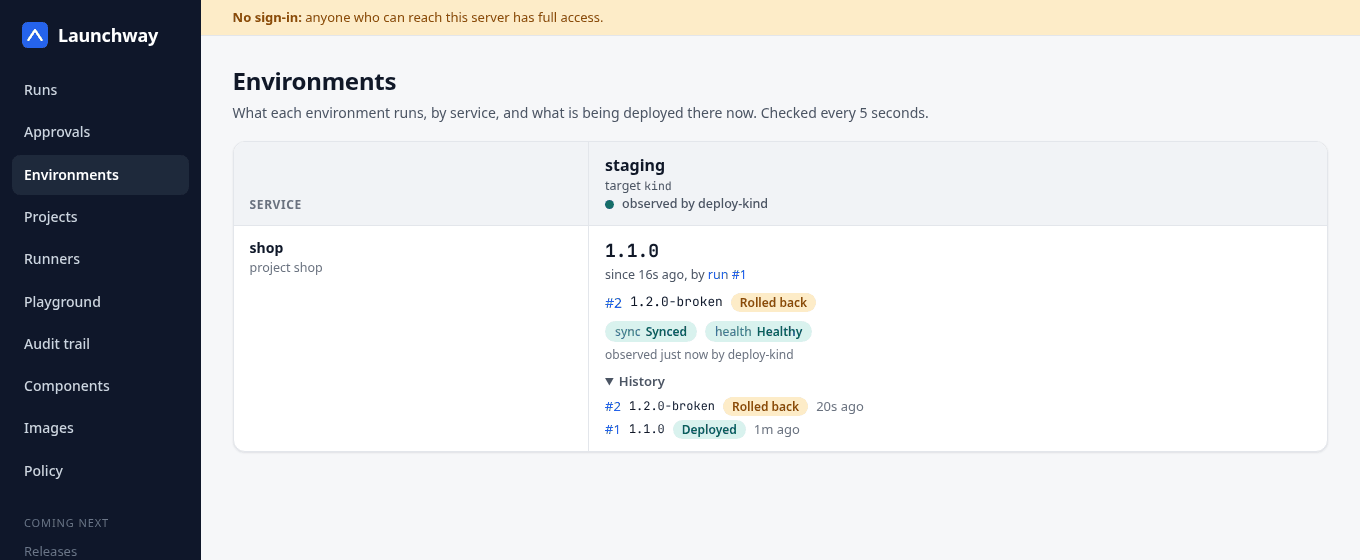 Launchway
No sign-in: anyone who can reach this server has full access.
Runs
Approvals
Environments
Projects
Runners
Playground
Audit trail
Components
Images
Policy
COMING NEXT
Releases
Environments
What each environment runs, by service, and what is being deployed there now. Checked every 5 seconds.
SERVICE
staging
target kind
observed by deploy-kind
shop
project shop
1.1.0
since 16s ago, by run #1
#2 1.2.0-broken Rolled back
sync Synced health Healthy
observed just now by deploy-kind
▼ History
#2 1.2.0-broken Rolled back 20s ago
#1 1.1.0 Deployed 1m ago